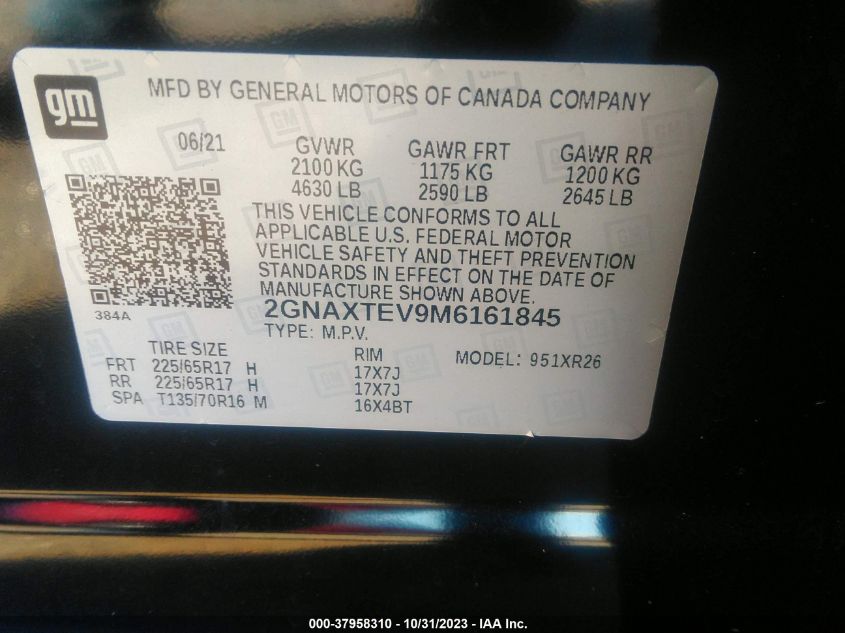 gm
MFD BY GENERAL MOTORS OF CANADA COMPANY
06/21
GVWR GAWR FRT GAWR RR
2100 KG 1175 KG 1200 KG
4630 LB 2590 LB 2645 LB
THIS VEHICLE CONFORMS TO ALL
APPLICABLE U.S. FEDERAL MOTOR
VEHICLE SAFETY AND THEFT PREVENTION
STANDARDS IN EFFECT ON THE DATE OF
MANUFACTURE SHOWN ABOVE.
384A
2GNAXTEV9M6161845
TYPE: M.P.V.
TIRE SIZE RIM MODEL: 951XR26
FRT 225/65R17 H 17X7J
RR 225/65R17 H 17X7J
SPA T135/70R16 M 16X4BT
000-37958310 - 10/31/2023 - IAA Inc.